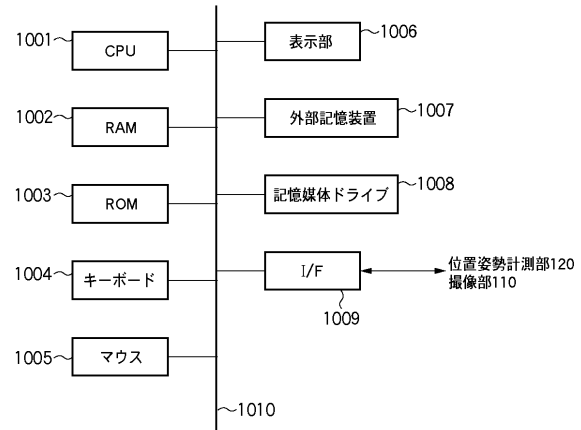 1001
CPU
1002
RAM
1003
ROM
1004
キーボード
1005
マウス
表示部
1006
外部記憶装置
1007
記憶媒体ドライブ
1008
I/F
1009
位置姿勢計測部120
撮像部110
1010